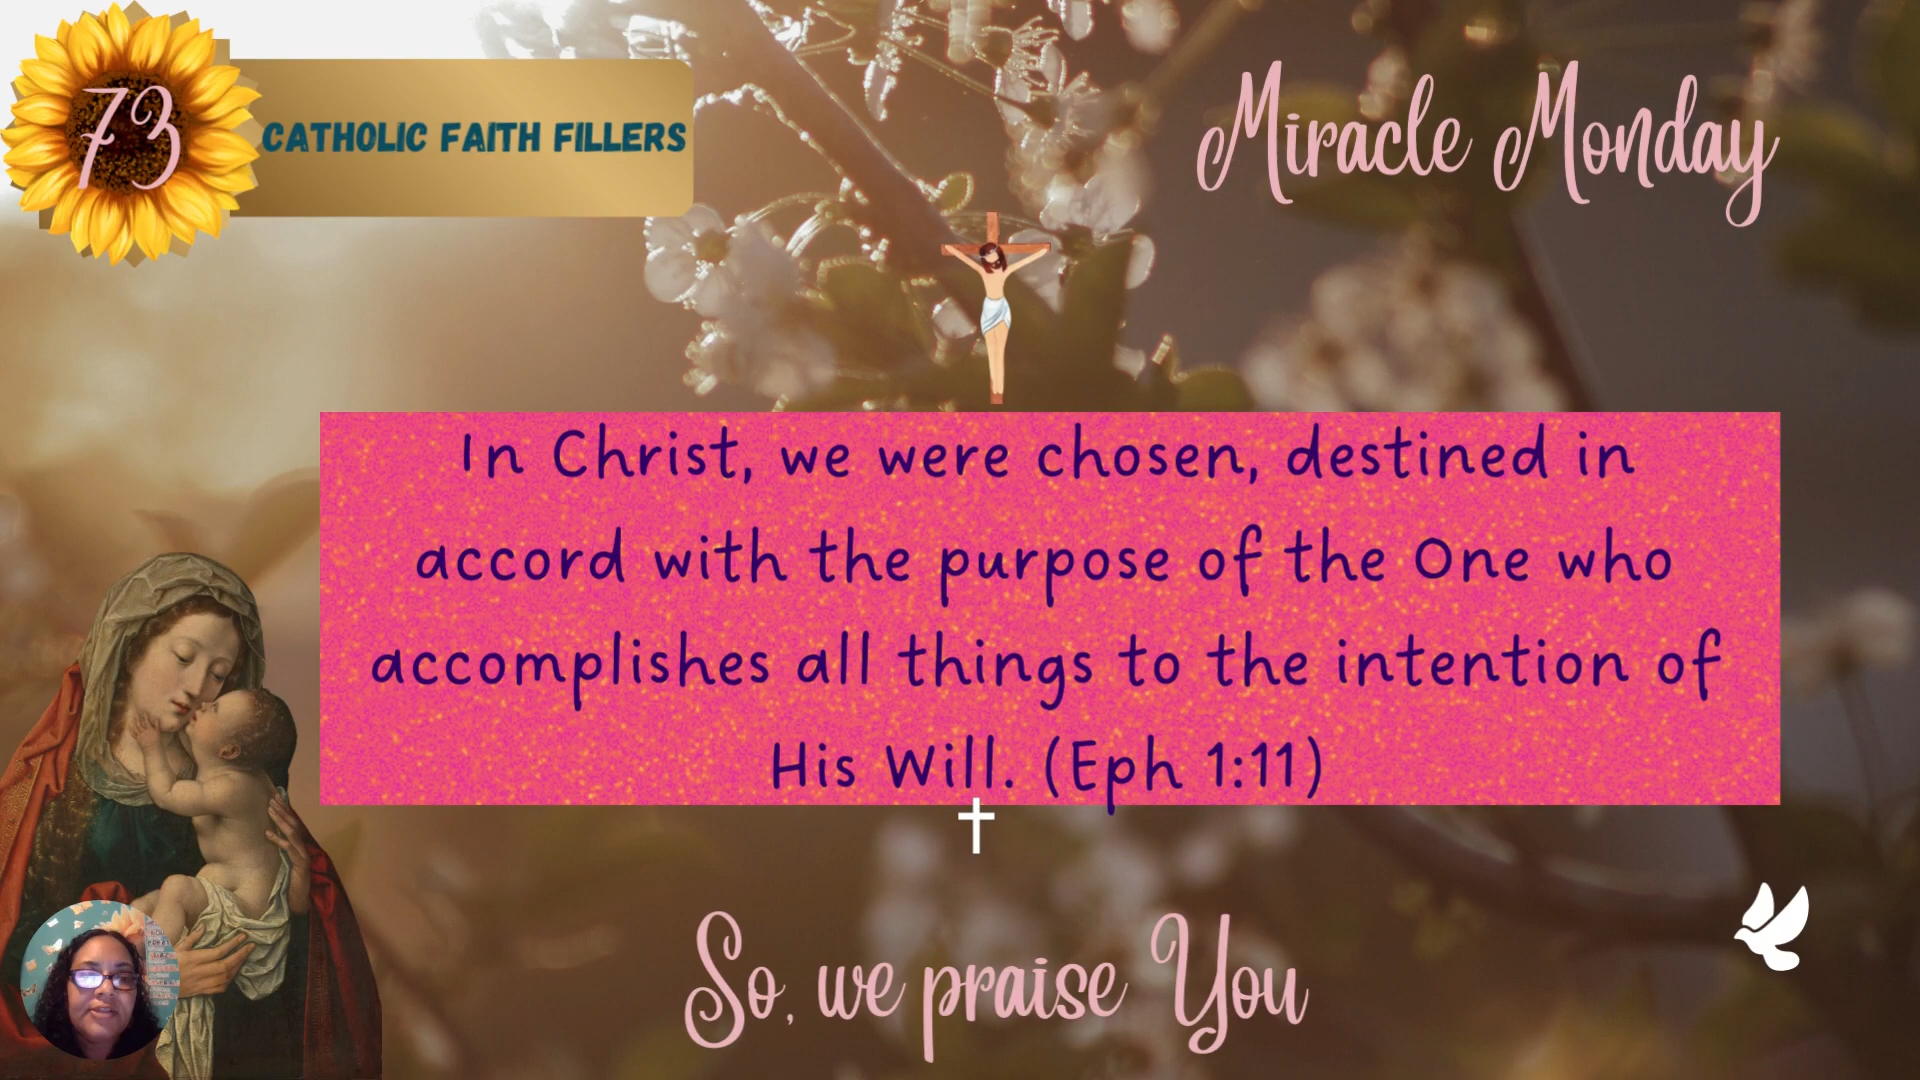 73
CATHOLIC FAITH FILLERS
Miracle Monday
In Christ, we were chosen, destined in
accord with the purpose of the One who
accomplishes all things to the intention of
His Will. (Eph 1:11)
So, we praise You